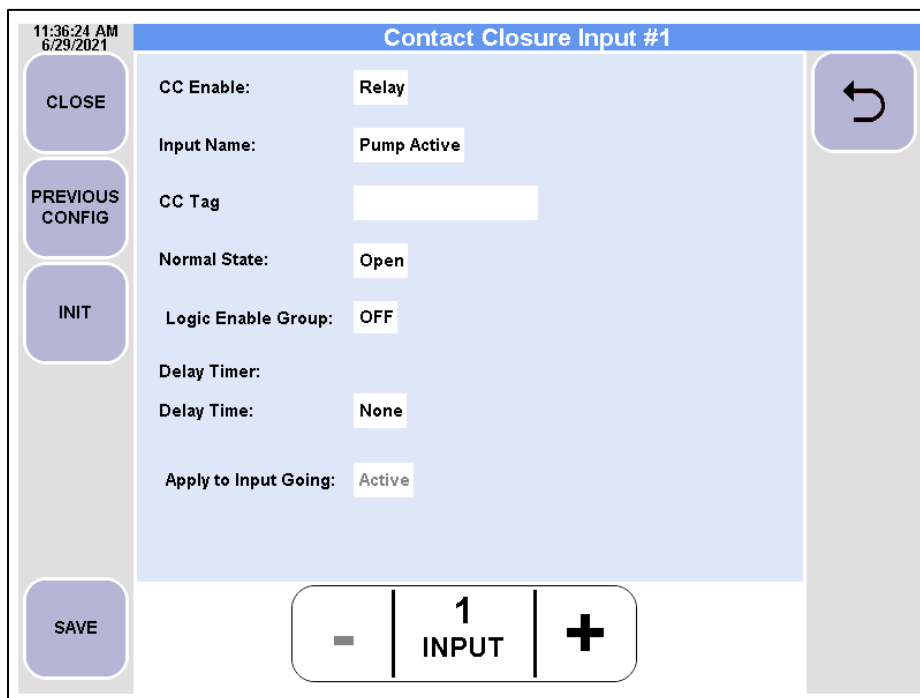 11:36:24 AM
6/29/2021
Contact Closure Input #1
CLOSE
PREVIOUS
CONFIG
INIT
SAVE
CC Enable: Relay
Input Name: Pump Active
CC Tag
Normal State: Open
Logic Enable Group: OFF
Delay Timer:
Delay Time: None
Apply to Input Going: Active
- 1 +
INPUT